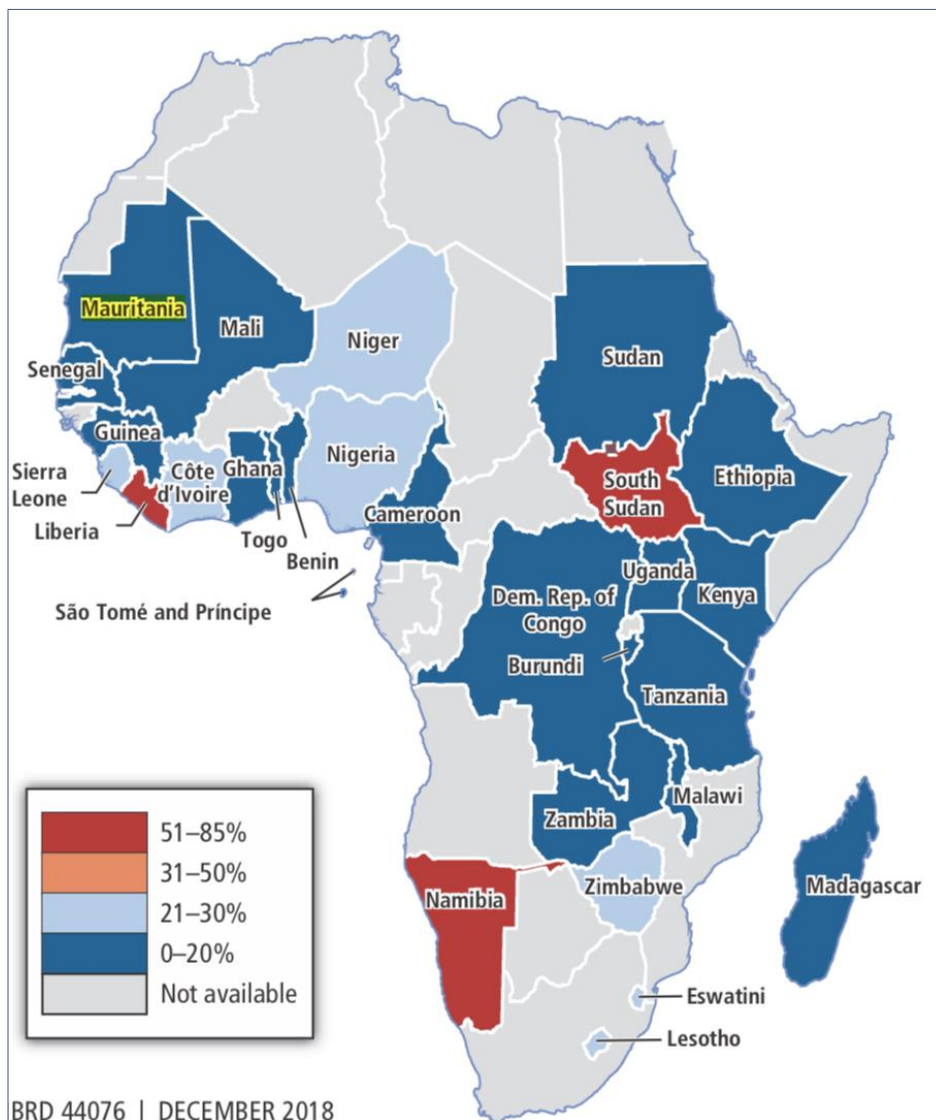 Mauritania
Mali
Niger
Sudan
Senegal
Guinea
Nigeria
Ethiopia
Sierra
Leone
Côte
d'Ivoire
Ghana
South
Sudan
Liberia
Togo
Benin
Cameroon
Uganda
Kenya
São Tomé and Príncipe
Dem. Rep. of
Congo
Burundi
Tanzania
Malawi
Zambia
51–85%
31–50%
21–30%
0–20%
Not available
Namibia
Zimbabwe
Madagascar
Eswatini
Lesotho
BRD 44076 | DECEMBER 2018